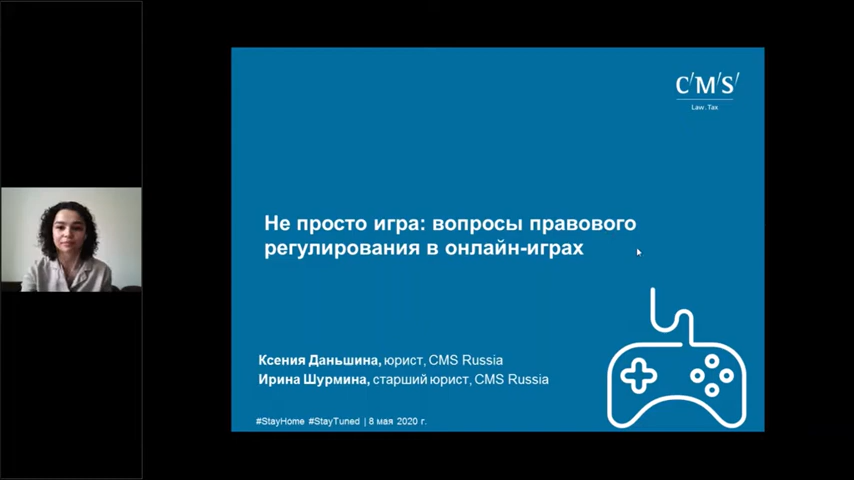 C/M/S/
Law.Tax
Не просто игра: вопросы правового
регулирования в онлайн-играх
Ксения Даньшина, юрист, CMS Russia
Ирина Шурмина, старший юрист, CMS Russia
#StayHome #StayTuned | 8 мая 2020 г.